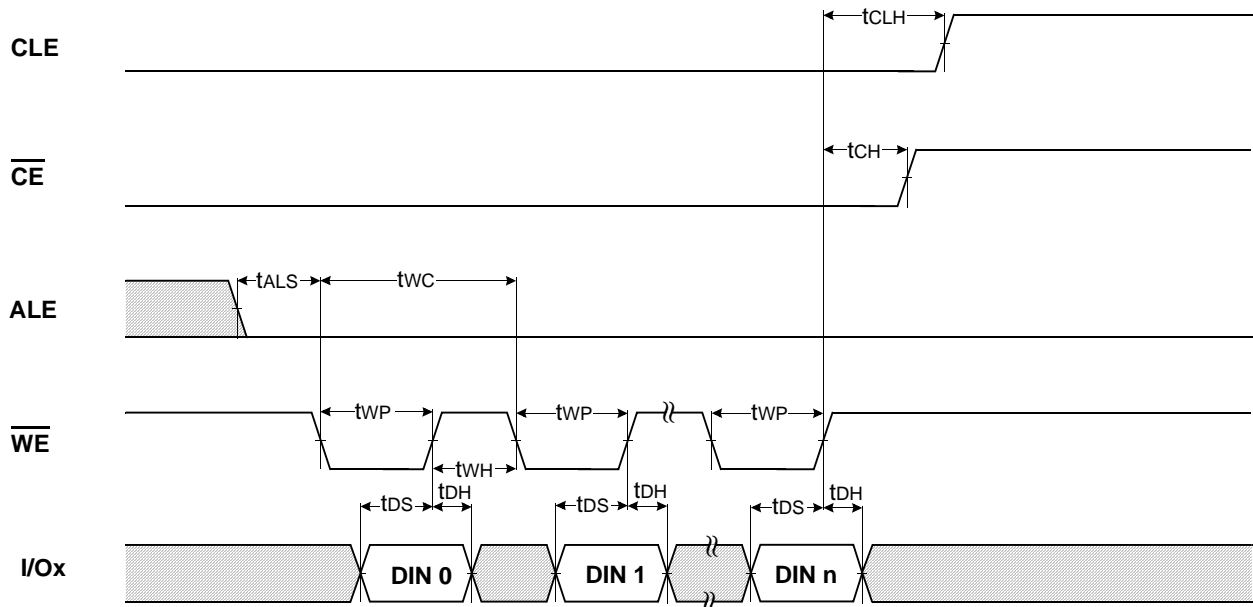 tCLH
CLE
tCH
CE
tALS
tWC
ALE
tWP
tWP
tWP
WE
tWH
tDS
tDH
tDS
tDH
tDS
tDH
I/Ox
DIN 0
DIN 1
DIN n